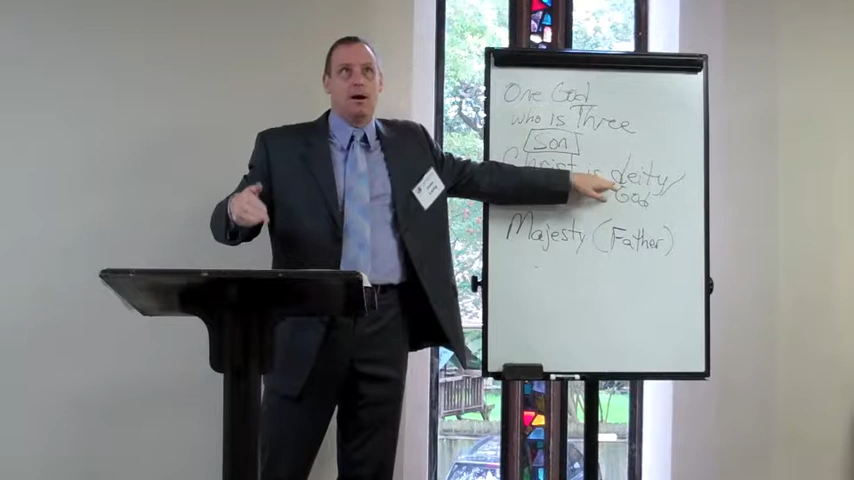 One God
who is Three
Son
Christ is deity
God
Majesty (Father)